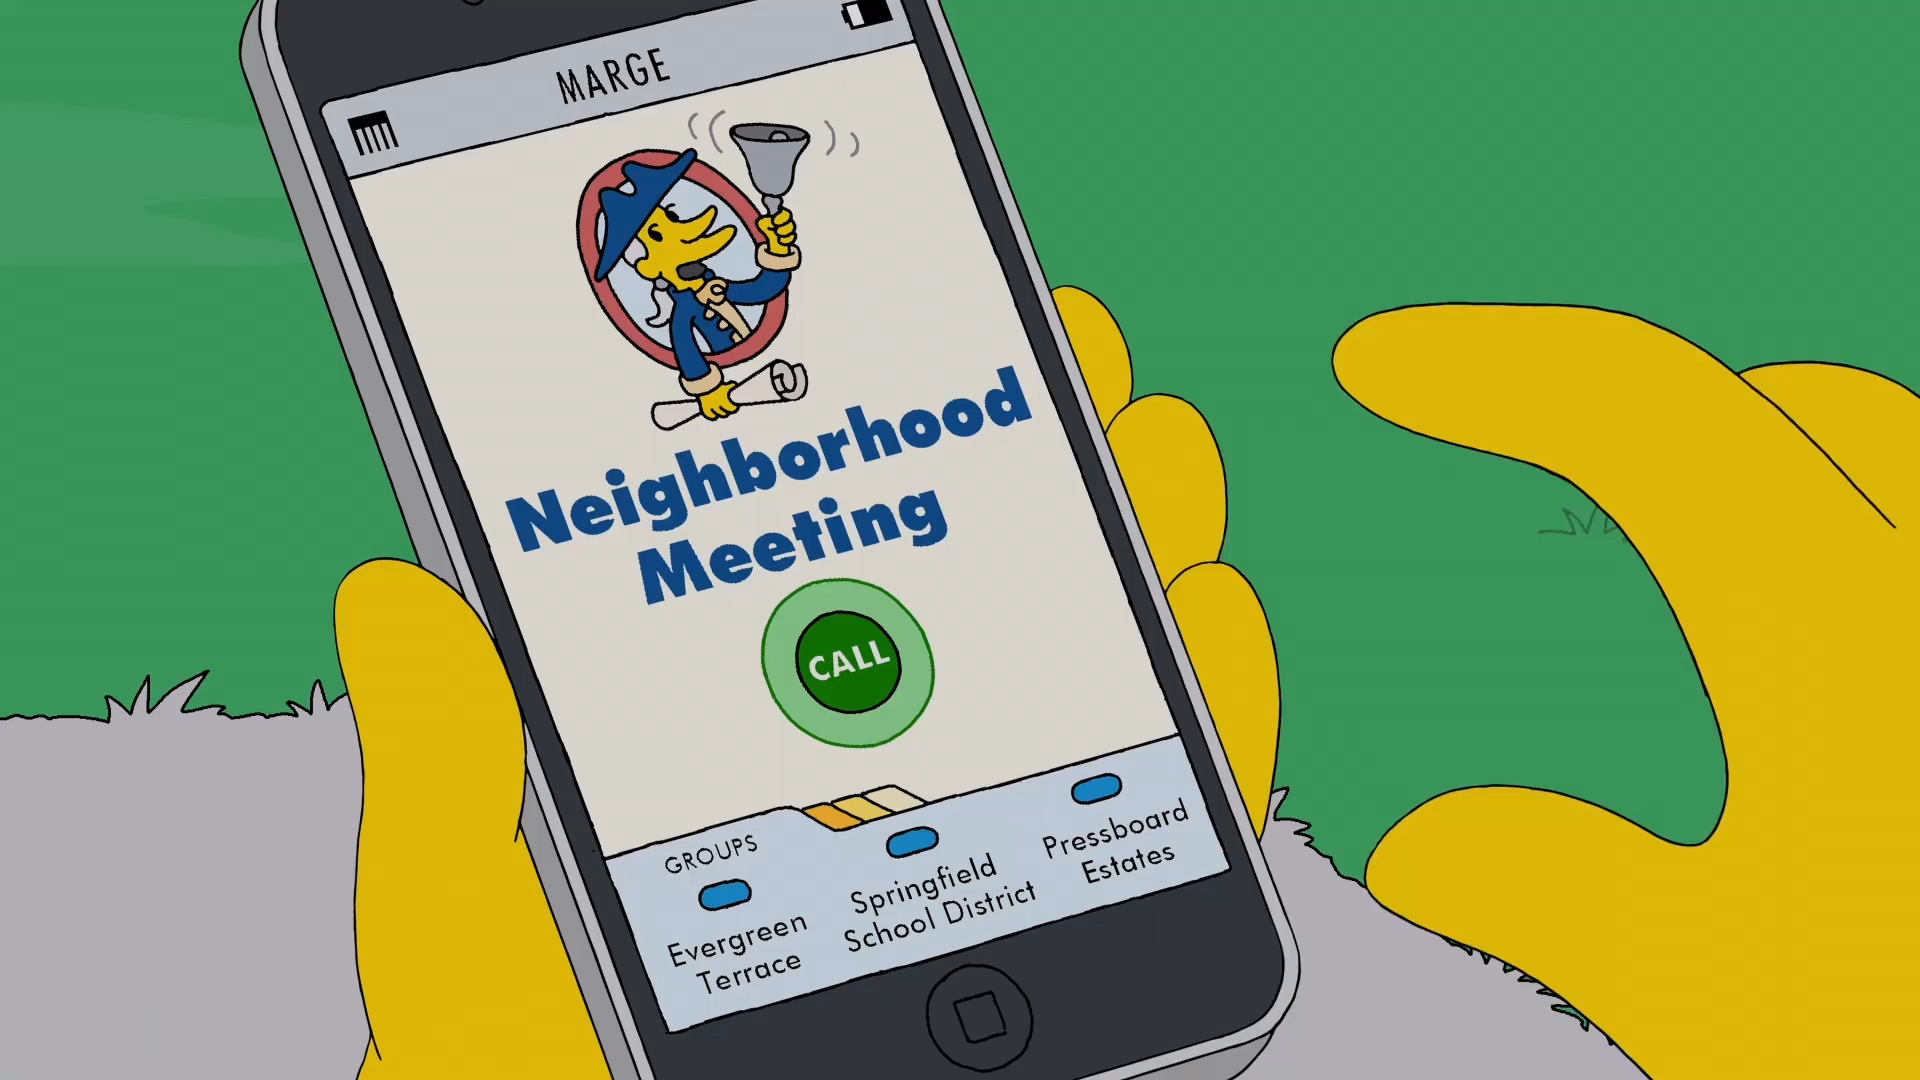 MARGE
Neighborhood
Meeting
CALL
GROUPS
Evergreen
Terrace
Springfield
School District
Pressboard
Estates